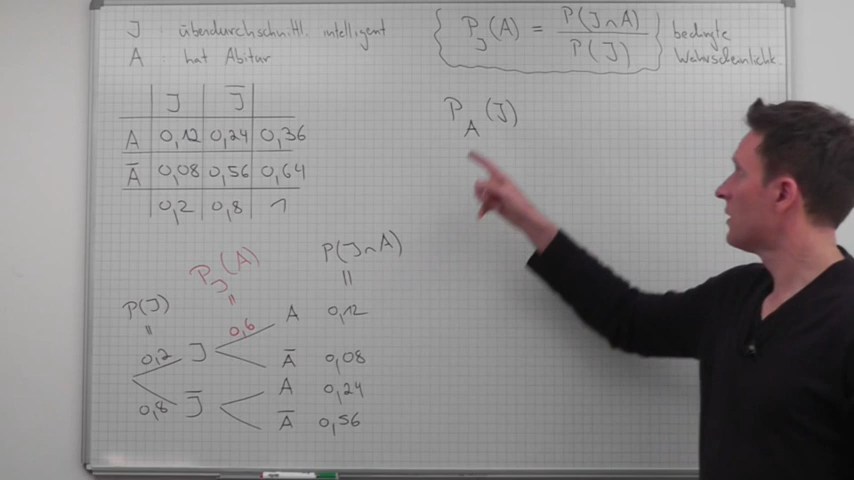 J : überdurchschnittl. intelligent
A : hat Abitur
P_J(A) = P(J∩A) / P(J)
bedingte
Wahrscheinlichk.
J J̅
A 0,12 0,24 0,36
A̅ 0,08 0,56 0,64
0,2 0,8 1
P_A(J)
P(J)
=
0,2 J
0,8 J̅
P_J(A)
=
0,6
P(J∩A)
=
A 0,12
A̅ 0,08
A 0,24
A̅ 0,56